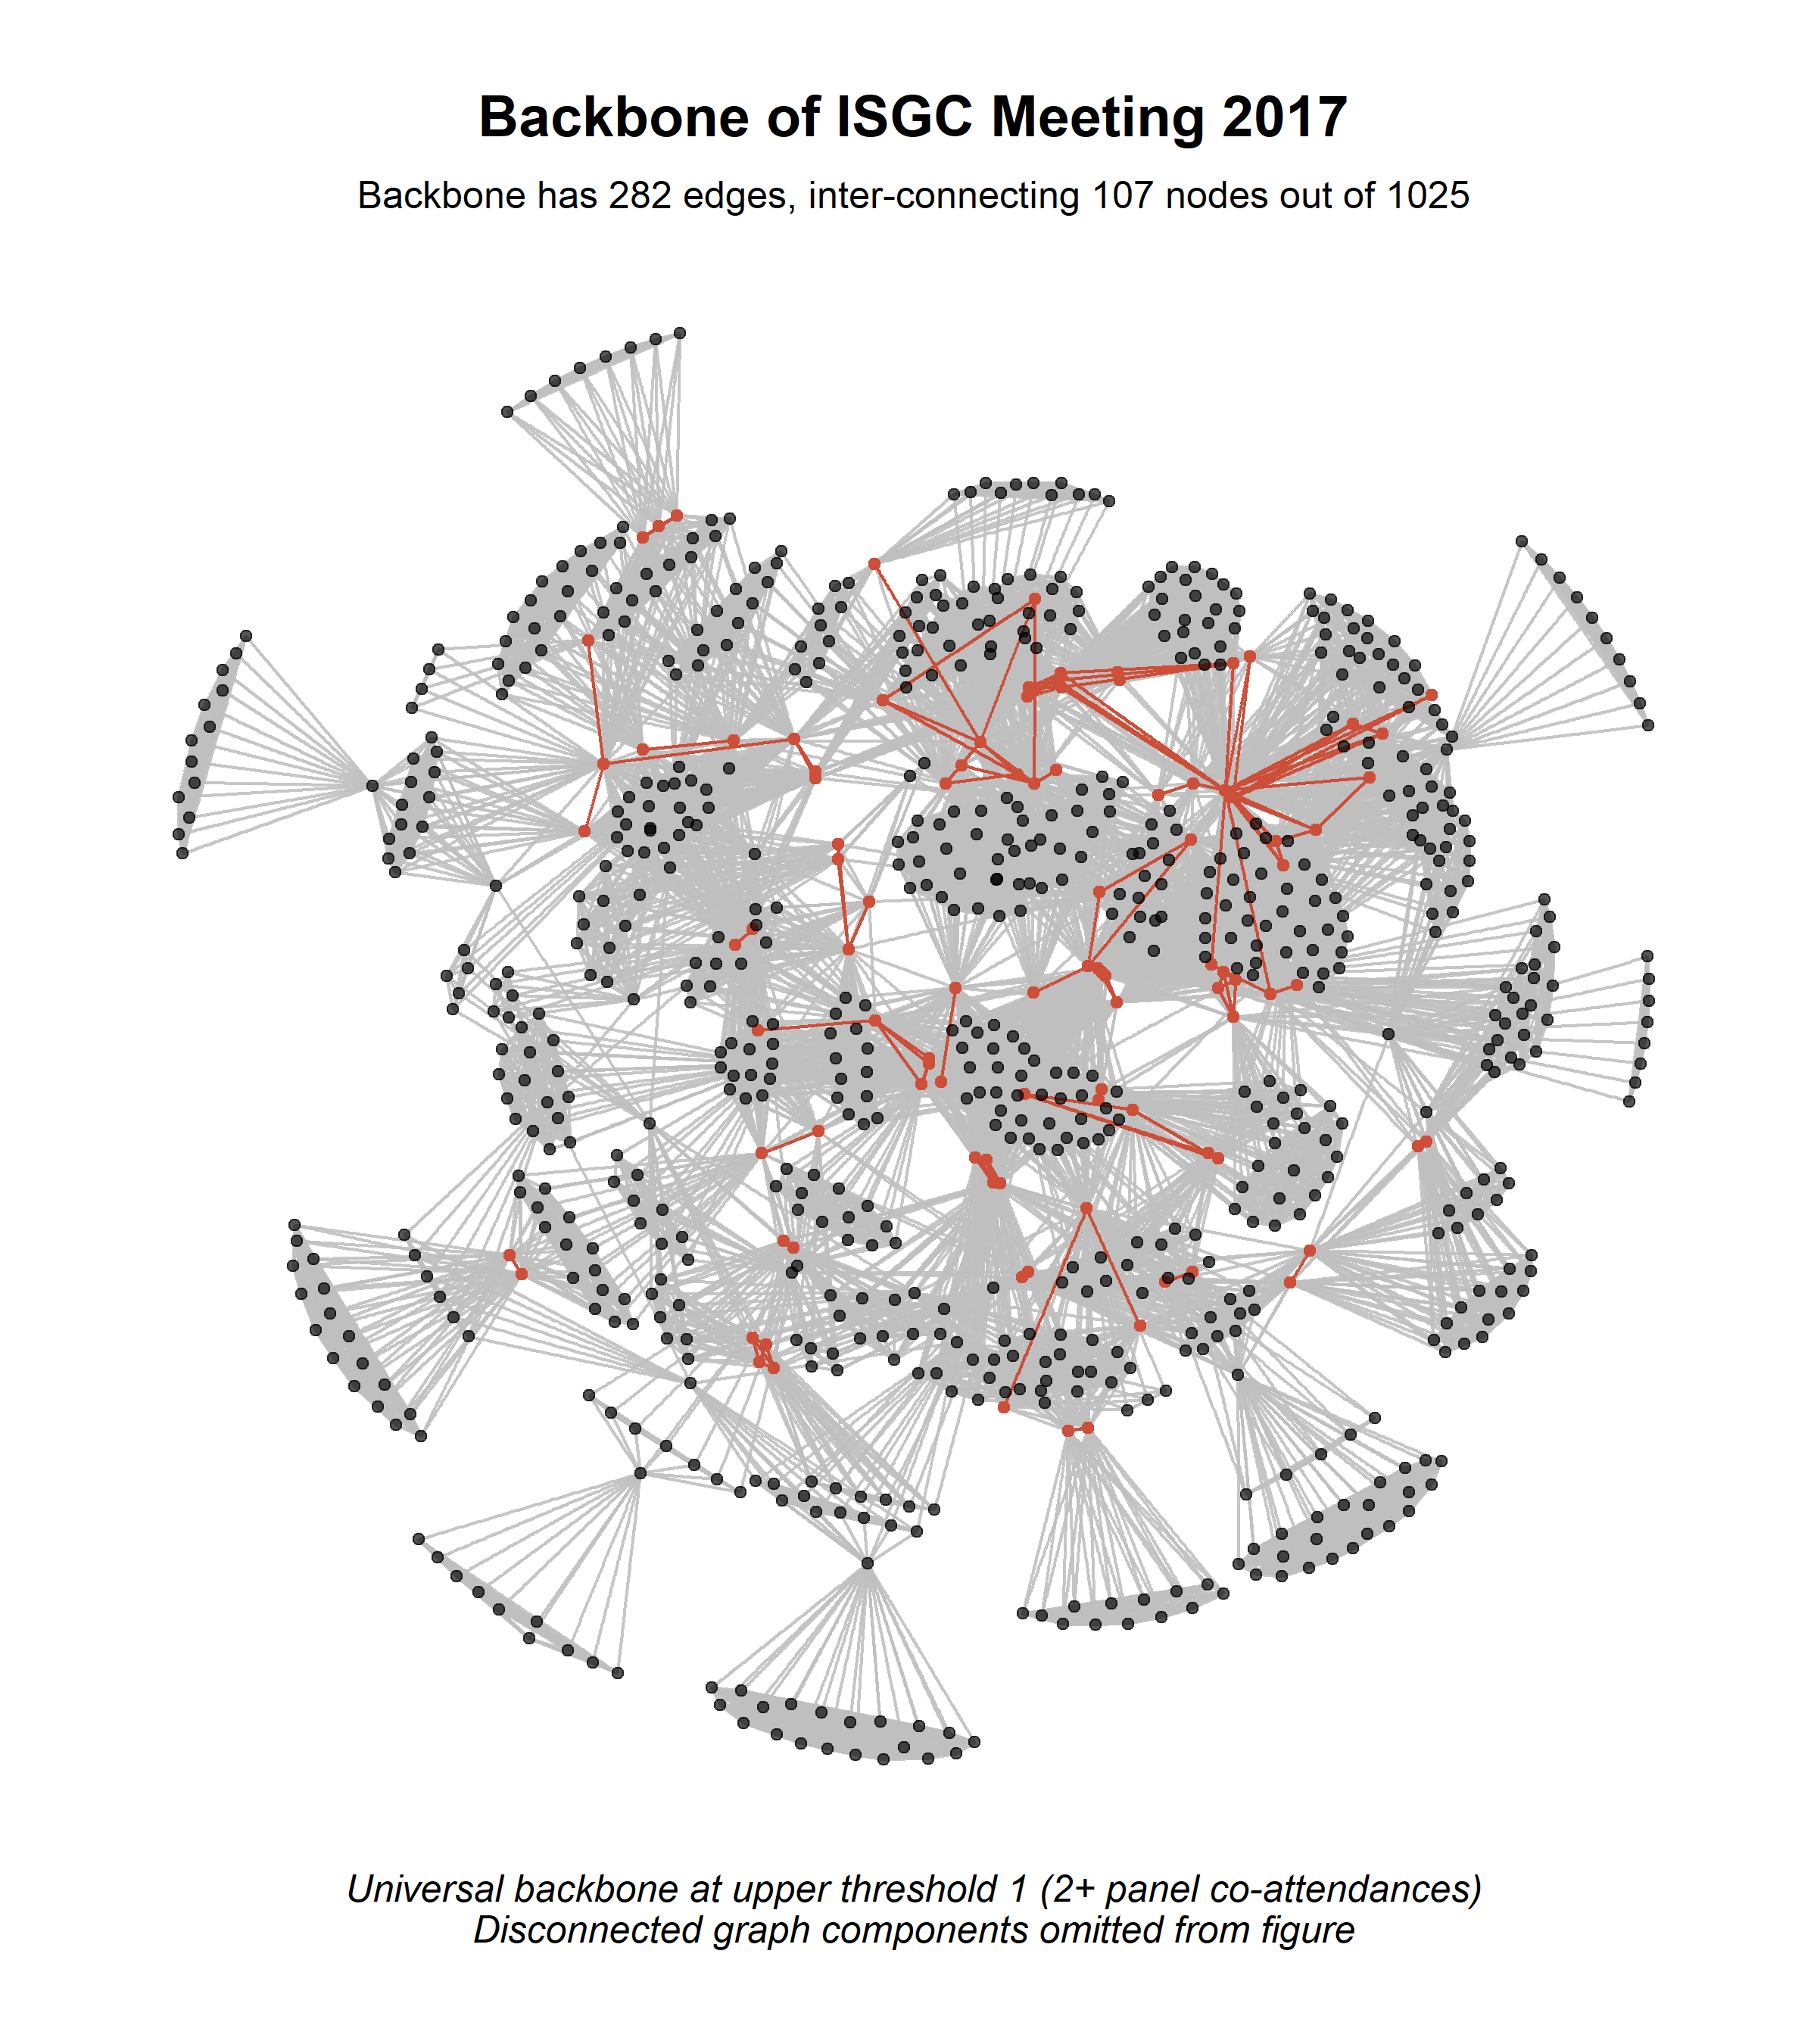 Backbone of ISGC Meeting 2017
Backbone has 282 edges, inter-connecting 107 nodes out of 1025
Universal backbone at upper threshold 1 (2+ panel co-attendances)
Disconnected graph components omitted from figure